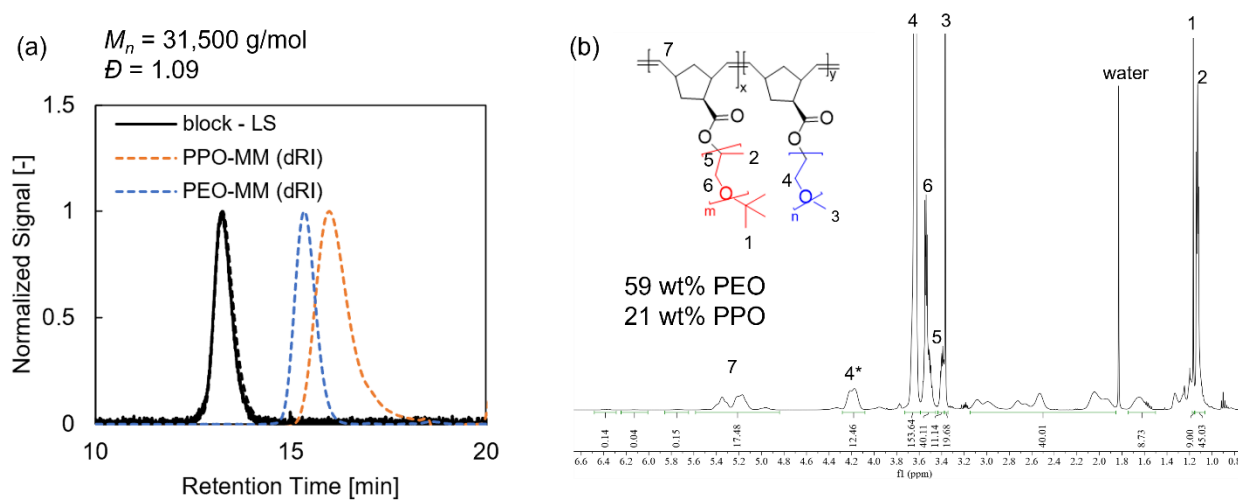 (a)
Mn = 31,500 g/mol
Đ = 1.09
Normalized Signal [-]
1.5
1
0.5
0
block - LS
PPO-MM (dRI)
PEO-MM (dRI)
10
15
20
Retention Time [min]
(b)
7
x
y
O
O
O
O
5
2
6
O
m
1
4
O
n
3
59 wt% PEO
21 wt% PPO
4
3
1
water
2
6
5
7
4*
0.14
0.04
0.15
17.48
12.46
153.64
40.11
11.14
19.68
40.01
8.73
9.00
45.03
6.6 6.4 6.2 6.0 5.8 5.6 5.4 5.2 5.0 4.8 4.6 4.4 4.2 4.0 3.8 3.6 3.4 3.2 3.0 2.8 2.6 2.4 2.2 2.0 1.8 1.6 1.4 1.2 1.0 0.8
f1 (ppm)